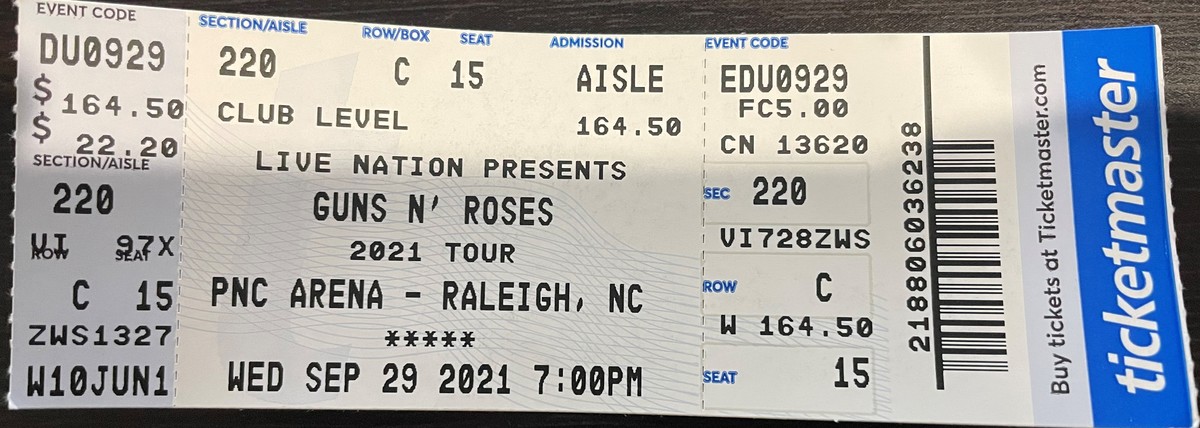 EVENT CODE
DU0929
$ 164.50
$ 22.20
SECTION/AISLE
220
VI 97X
ROW SEAT
C 15
ZWS1327
W10JUN1
SECTION/AISLE ROW/BOX SEAT ADMISSION
220 C 15 AISLE
CLUB LEVEL 164.50
LIVE NATION PRESENTS
GUNS N' ROSES
2021 TOUR
PNC ARENA - RALEIGH, NC
*****
WED SEP 29 2021 7:00PM
EVENT CODE
EDU0929
FC5.00
CN 13620
SEC 220
VI728ZWS
ROW C
W 164.50
SEAT 15
218806036238
Buy tickets at Ticketmaster.com
ticketmaster